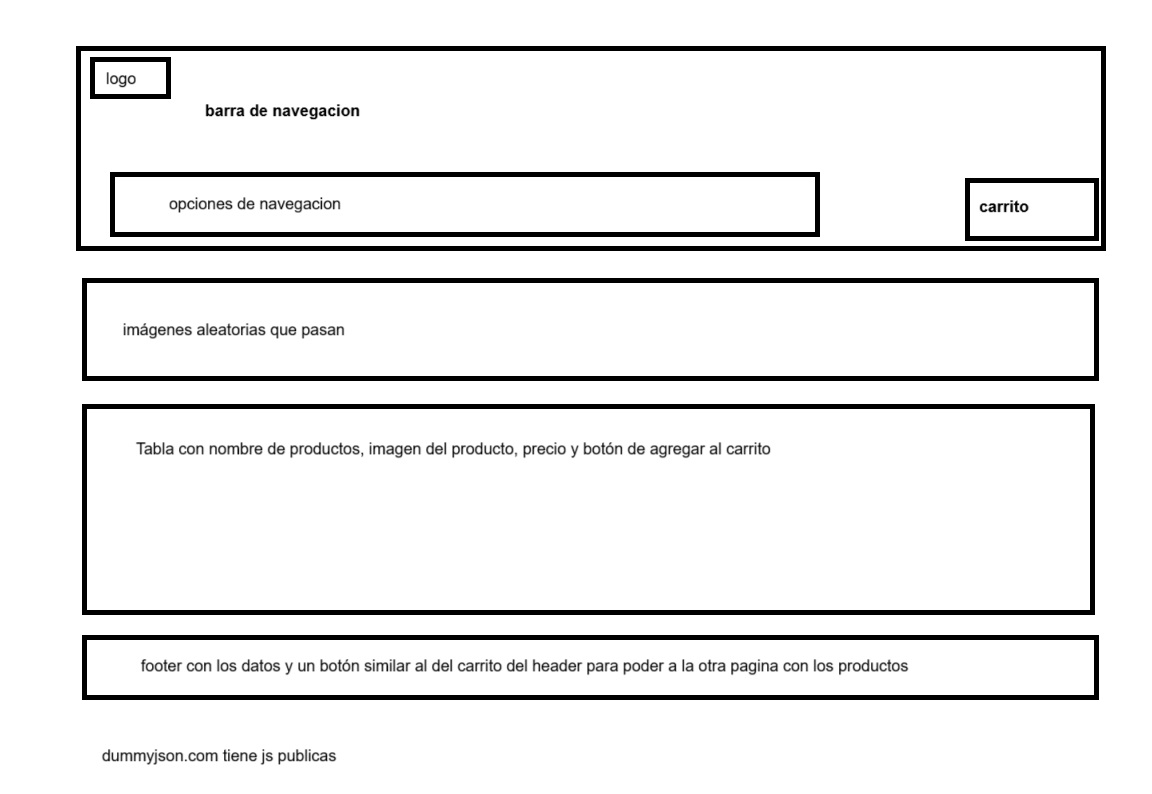 logo
barra de navegacion
opciones de navegacion
carrito
imágenes aleatorias que pasan
Tabla con nombre de productos, imagen del producto, precio y botón de agregar al carrito
footer con los datos y un botón similar al del carrito del header para poder a la otra pagina con los productos
dummyjson.com tiene js publicas